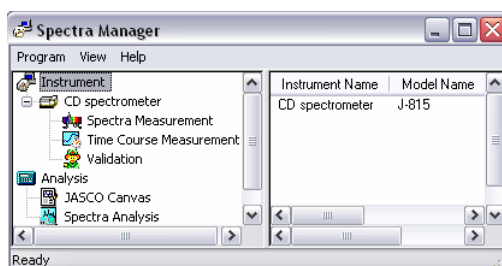 Spectra Manager
Program View Help
Instrument
CD spectrometer
Spectra Measurement
Time Course Measurement
Validation
Analysis
JASCO Canvas
Spectra Analysis
Instrument Name Model Name
CD spectrometer J-815
Ready